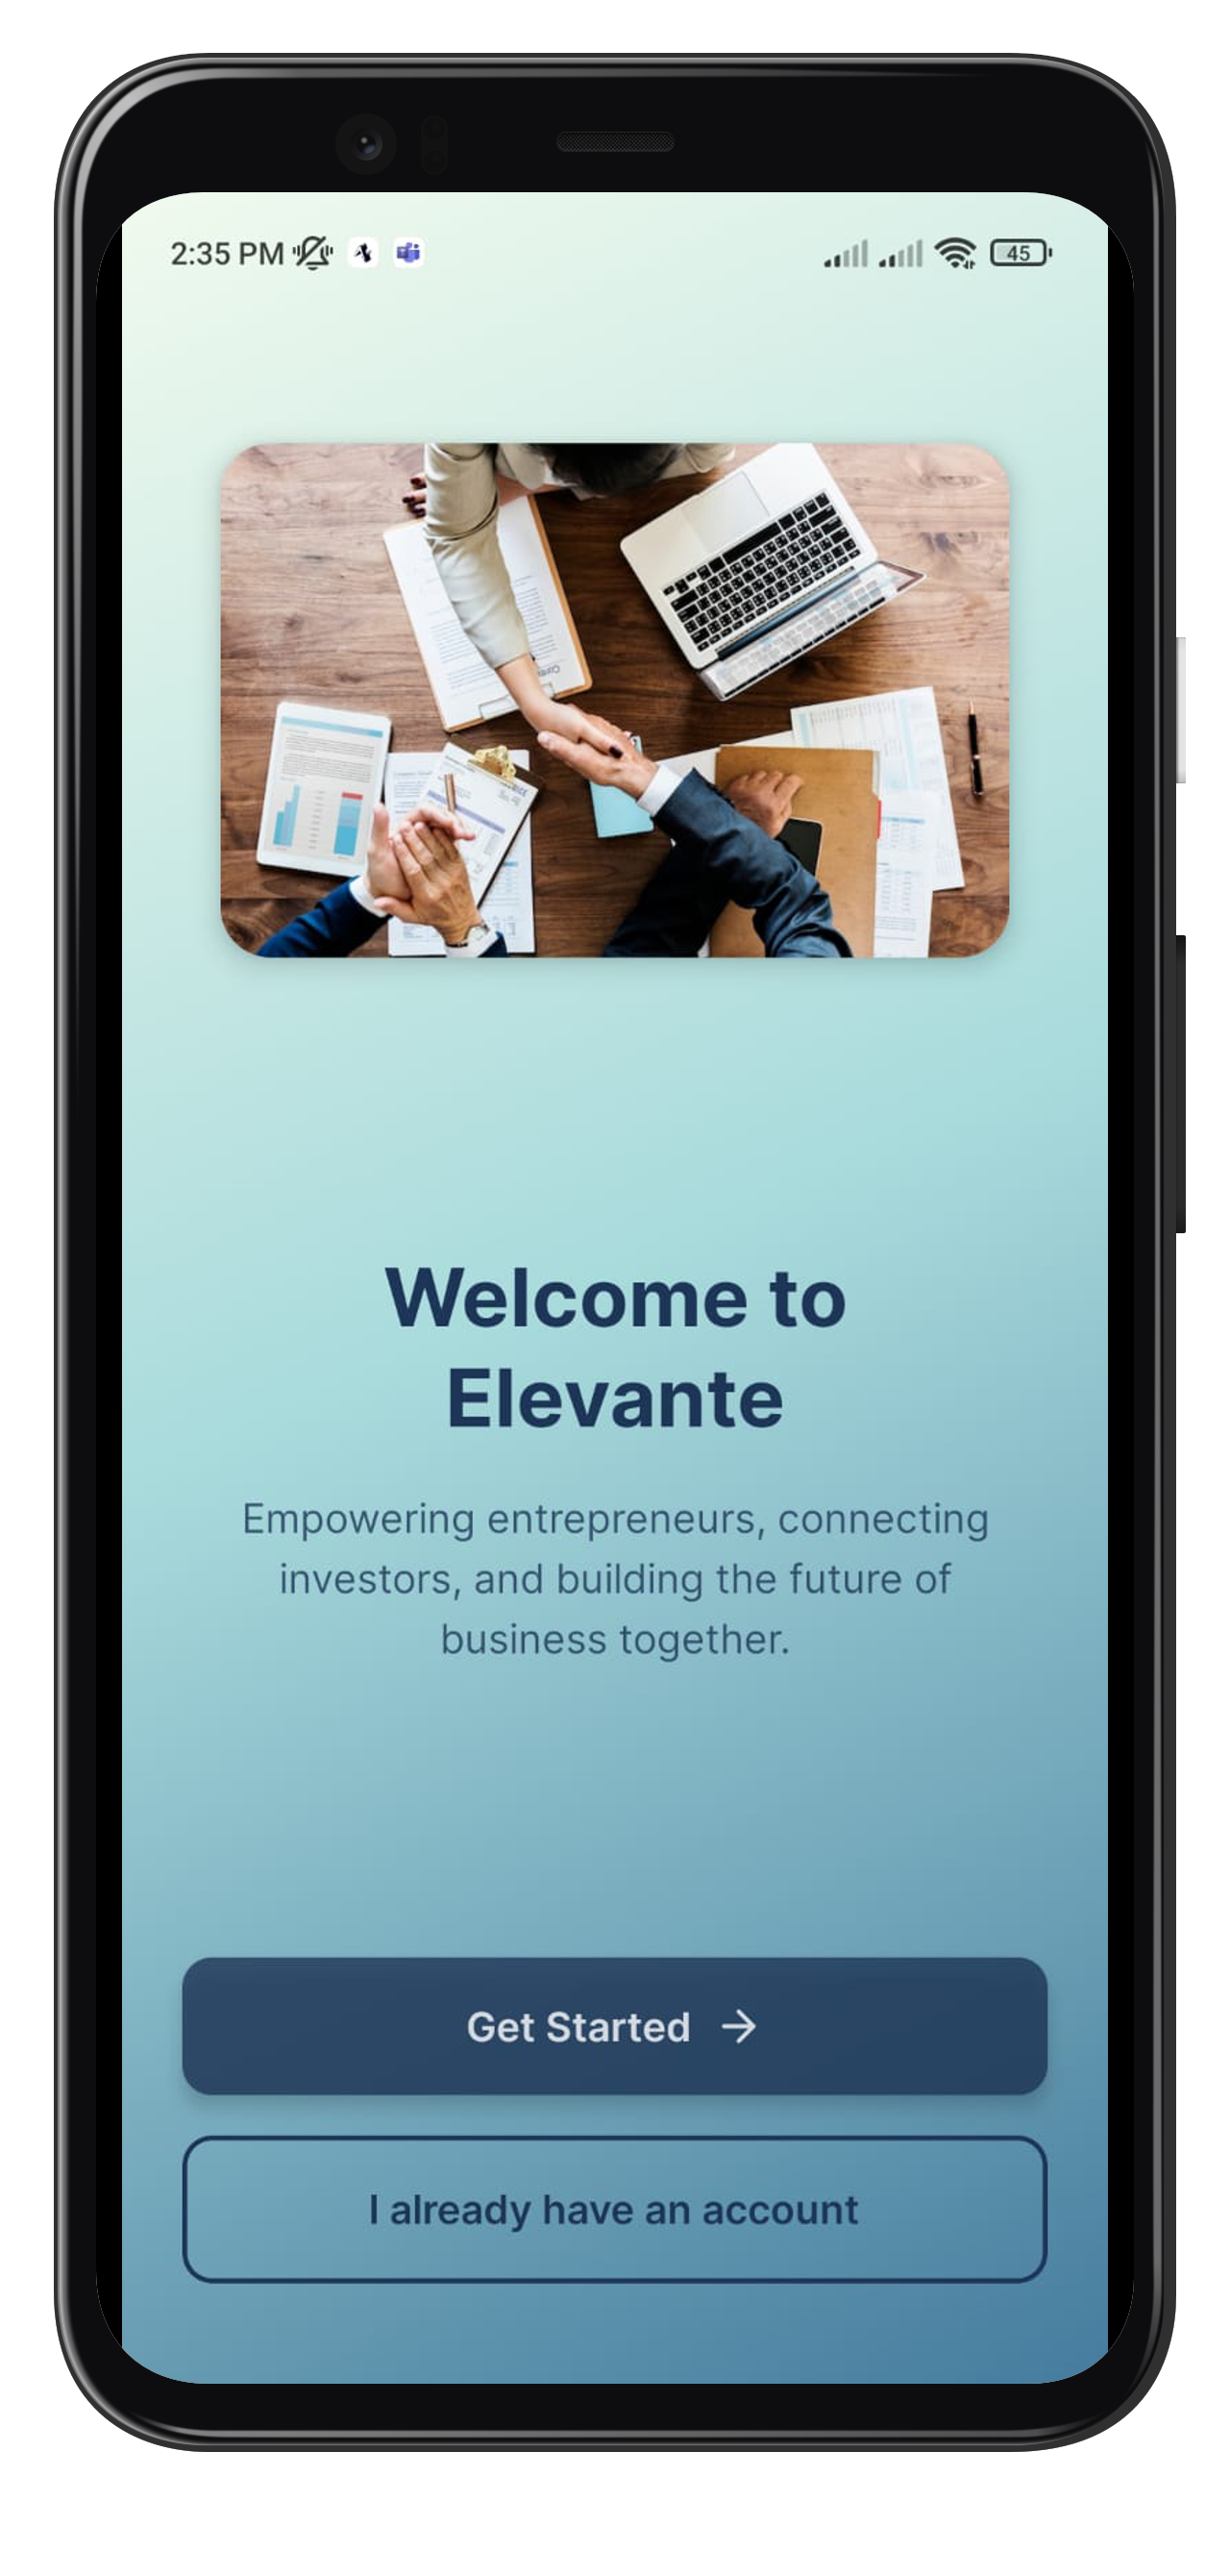 2:35 PM
45
Welcome to
Elevante
Empowering entrepreneurs, connecting
investors, and building the future of
business together.
Get Started
I already have an account